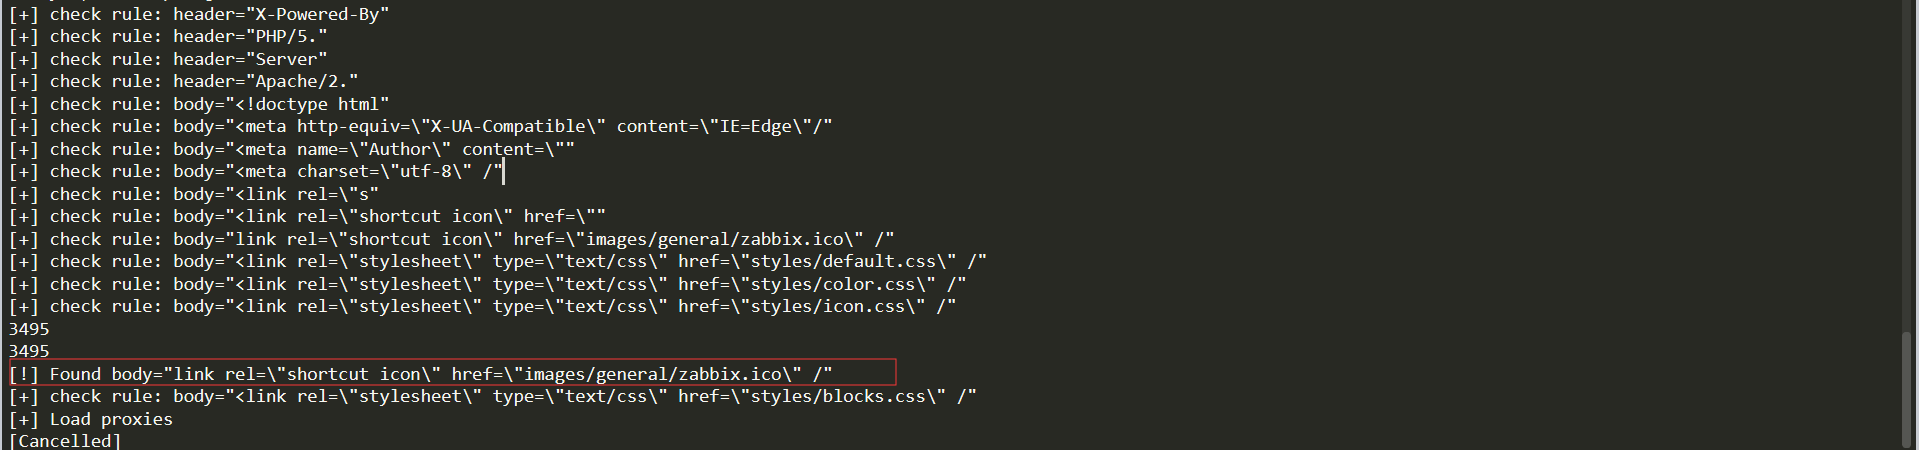 [+] check rule: header="X-Powered-By"
[+] check rule: header="PHP/5."
[+] check rule: header="Server"
[+] check rule: header="Apache/2."
[+] check rule: body="<!doctype html"
[+] check rule: body="<meta http-equiv=\"X-UA-Compatible\" content=\"IE=Edge\"/"
[+] check rule: body="<meta name=\"Author\" content=\""
[+] check rule: body="<meta charset=\"utf-8\" /"
[+] check rule: body="<link rel=\"s"
[+] check rule: body="<link rel=\"shortcut icon\" href=\""
[+] check rule: body="link rel=\"shortcut icon\" href=\"images/general/zabbix.ico\" /"
[+] check rule: body="<link rel=\"stylesheet\" type=\"text/css\" href=\"styles/default.css\" /"
[+] check rule: body="<link rel=\"stylesheet\" type=\"text/css\" href=\"styles/color.css\" /"
[+] check rule: body="<link rel=\"stylesheet\" type=\"text/css\" href=\"styles/icon.css\" /"
3495
3495
[!] Found body="link rel=\"shortcut icon\" href=\"images/general/zabbix.ico\" /"
[+] check rule: body="<link rel=\"stylesheet\" type=\"text/css\" href=\"styles/blocks.css\" /"
[+] Load proxies
[Cancelled]